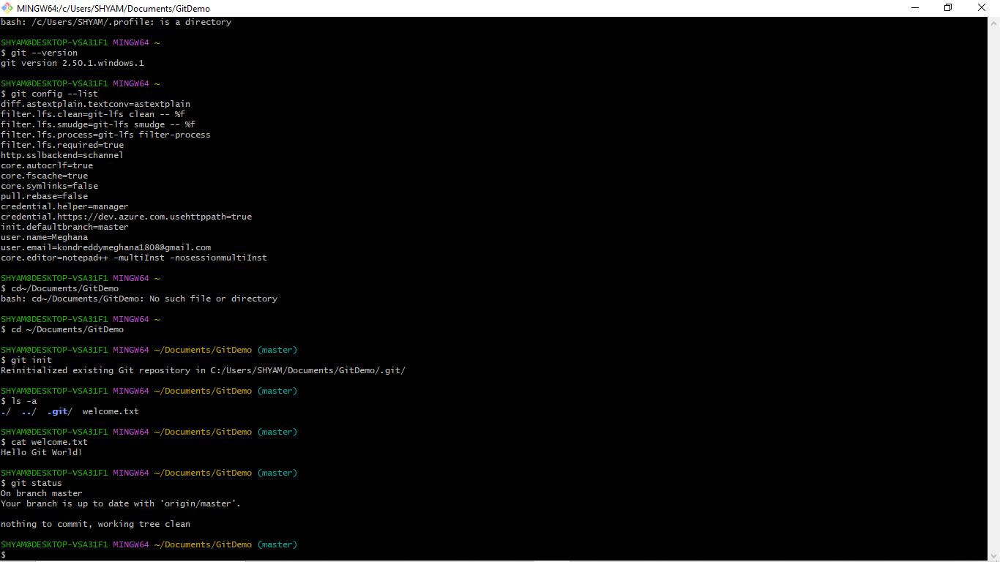 MINGW64:/c/Users/SHYAM/Documents/GitDemo
bash: /c/Users/SHYAM/.profile: is a directory
SHYAM@DESKTOP-VSA31F1 MINGW64 ~
$ git --version
git version 2.50.1.windows.1
SHYAM@DESKTOP-VSA31F1 MINGW64 ~
$ git config --list
diff.astextplain.textconv=astextplain
filter.lfs.clean=git-lfs clean -- %f
filter.lfs.smudge=git-lfs smudge -- %f
filter.lfs.process=git-lfs filter-process
filter.lfs.required=true
http.sslbackend=schannel
core.autocrlf=true
core.fscache=true
core.symlinks=false
pull.rebase=false
credential.helper=manager
credential.https://dev.azure.com.usehttppath=true
init.defaultbranch=master
user.name=Meghana
user.email=kondreddymeghana1808@gmail.com
core.editor=notepad++ -multiInst -nosessionmultiInst
SHYAM@DESKTOP-VSA31F1 MINGW64 ~
$ cd~/Documents/GitDemo
bash: cd~/Documents/GitDemo: No such file or directory
SHYAM@DESKTOP-VSA31F1 MINGW64 ~
$ cd ~/Documents/GitDemo
SHYAM@DESKTOP-VSA31F1 MINGW64 ~/Documents/GitDemo (master)
$ git init
Reinitialized existing Git repository in C:/Users/SHYAM/Documents/GitDemo/.git/
SHYAM@DESKTOP-VSA31F1 MINGW64 ~/Documents/GitDemo (master)
$ ls -a
./  ../  .git/  welcome.txt
SHYAM@DESKTOP-VSA31F1 MINGW64 ~/Documents/GitDemo (master)
$ cat welcome.txt
Hello Git World!
SHYAM@DESKTOP-VSA31F1 MINGW64 ~/Documents/GitDemo (master)
$ git status
On branch master
Your branch is up to date with 'origin/master'.
nothing to commit, working tree clean
SHYAM@DESKTOP-VSA31F1 MINGW64 ~/Documents/GitDemo (master)
$